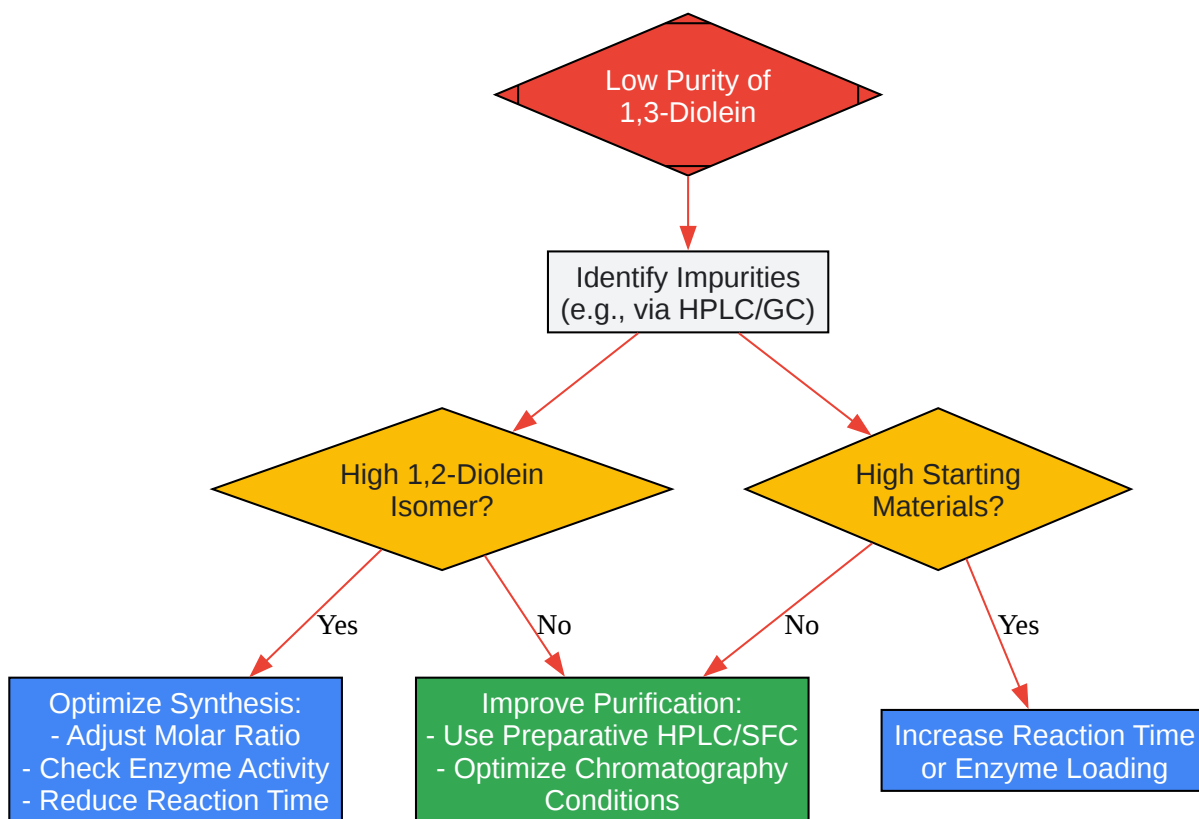 Low Purity of
1,3-Diolein
Identify Impurities
(e.g., via HPLC/GC)
High 1,2-Diolein
Isomer?
High Starting
Materials?
Yes
No
No
Yes
Optimize Synthesis:
- Adjust Molar Ratio
- Check Enzyme Activity
- Reduce Reaction Time
Improve Purification:
- Use Preparative HPLC/SFC
- Optimize Chromatography
Conditions
Increase Reaction Time
or Enzyme Loading